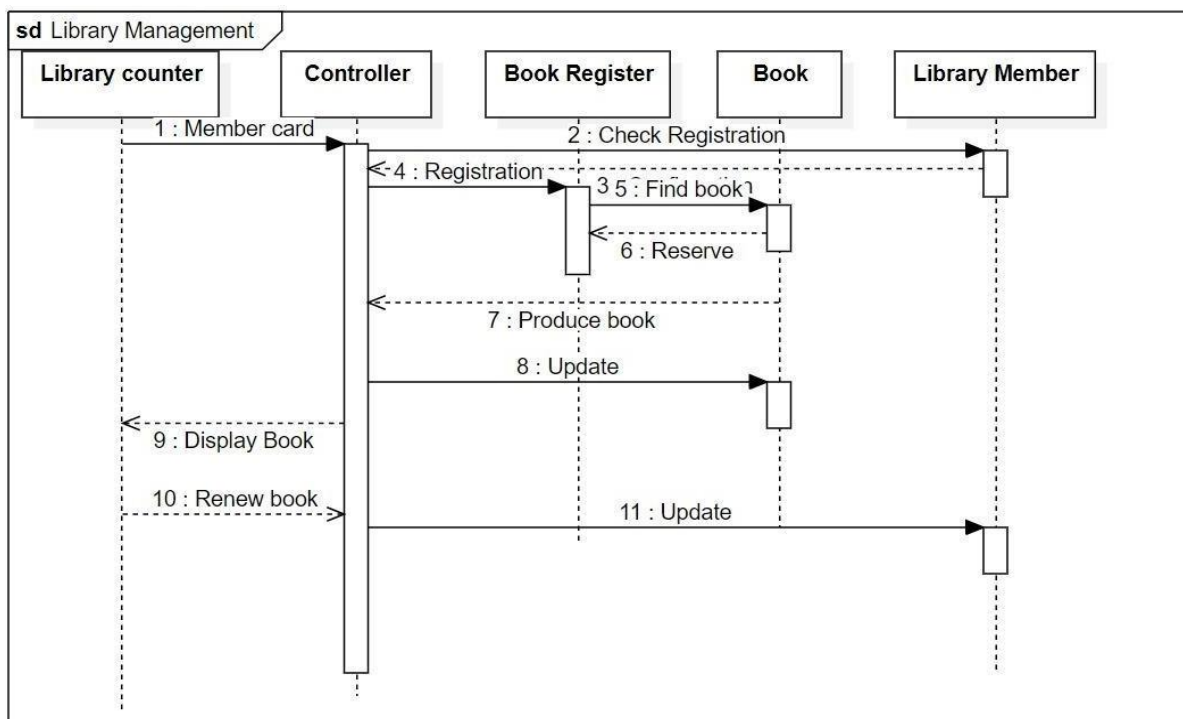 sd Library Management
Library counter
Controller
Book Register
Book
Library Member
1 : Member card
2 : Check Registration
4 : Registration
3
5 : Find book
6 : Reserve
7 : Produce book
8 : Update
9 : Display Book
10 : Renew book
11 : Update